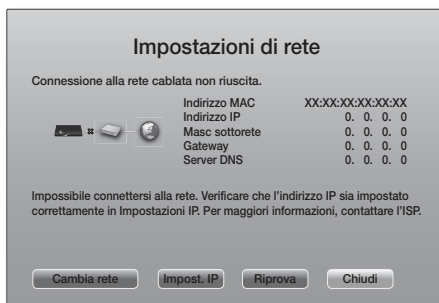 Impostazioni di rete
Connessione alla rete cablata non riuscita.
Indirizzo MAC XX:XX:XX:XX:XX:XX
Indirizzo IP 0. 0. 0. 0
Masc sottorete 0. 0. 0. 0
Gateway 0. 0. 0. 0
Server DNS 0. 0. 0. 0
Impossibile connettersi alla rete. Verificare che l'indirizzo IP sia impostato
correttamente in Impostazioni IP. Per maggiori informazioni, contattare l'ISP.
Cambia rete Impost. IP Riprova Chiudi